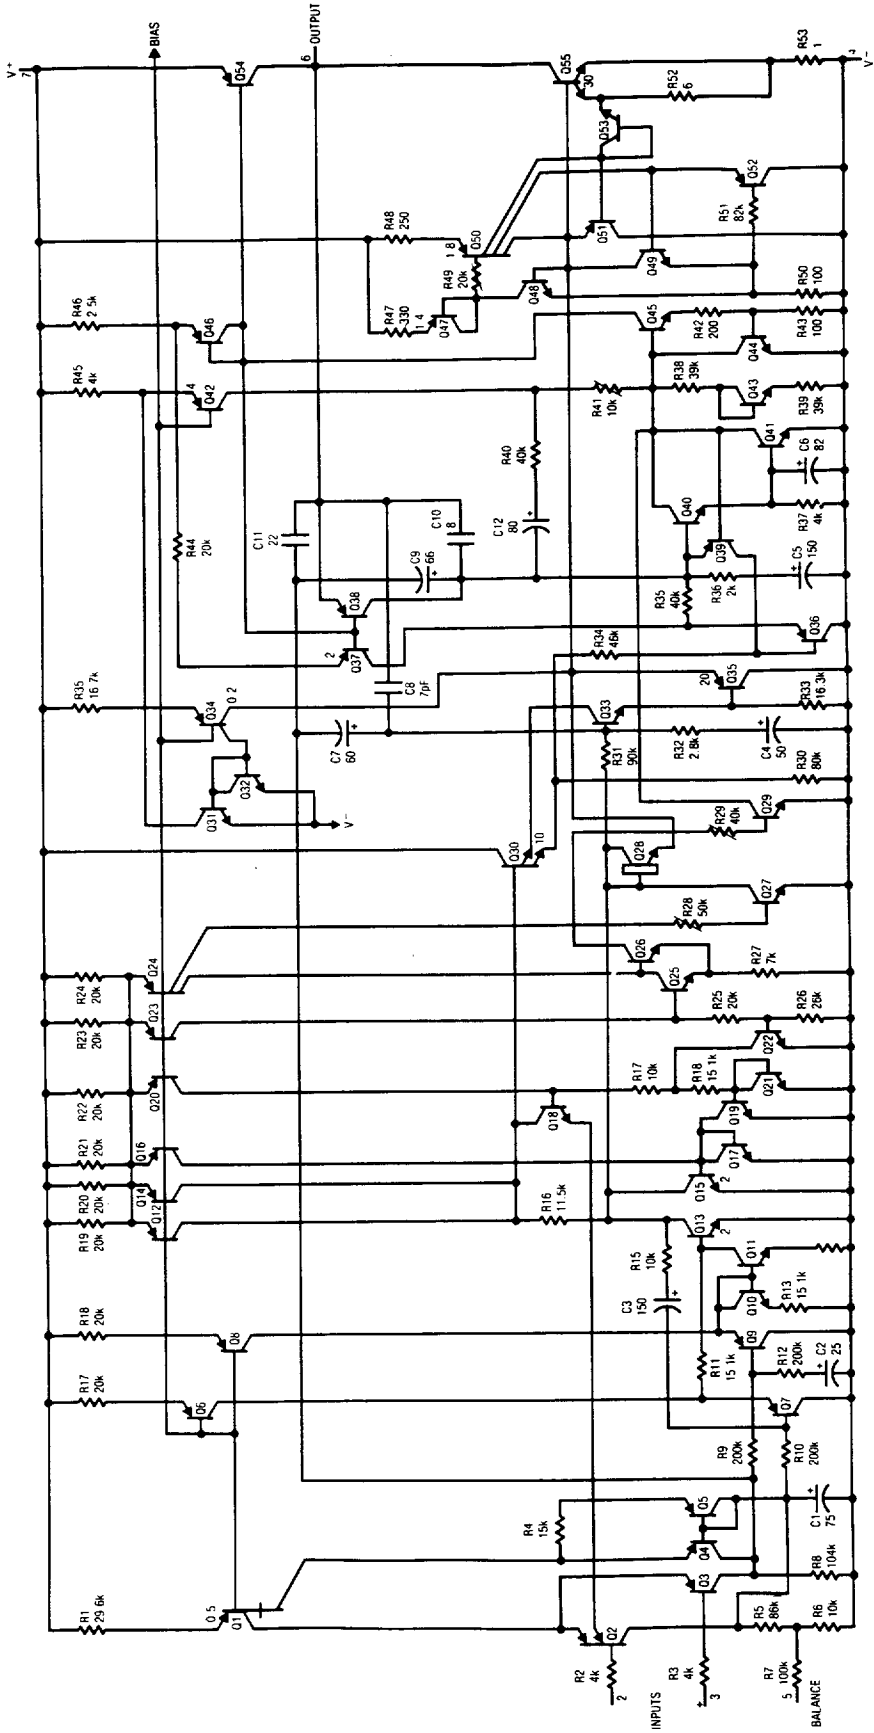 V+
7
BIAS
OUTPUT
6
R1
29 6k
R17
20k
R18
20k
R19
20k
R20
20k
R21
20k
R22
20k
R23
20k
R24
20k
R35
16 7k
R45
4k
R46
2 5k
R47
330
R48
250
0 5
Q1
Q6
Q8
Q12
Q14
Q16
Q20
Q23
Q24
Q31
Q32
Q34
0 2
V−
R44
20k
Q42
4
Q46
Q54
C11
22
C9
66
C10
8
C7
60
C8
7pF
2
Q37
Q38
1 4
Q47
R49
20k
1 8
Q50
Q48
Q53
Q55
30
R52
6
R53
1
V−
4
Q30
10
C12
80
R40
40k
R41
10k
R4
15k
Q18
R16
11.5k
R17
10k
Q26
R28
50k
Q28
R31
90k
Q33
R34
46k
R35
40k
Q40
Q39
R38
39k
Q45
R42
200
Q49
Q51
R2
4k
2
Q2
INPUTS
+
3
R3
4k
Q3
Q4
Q5
R9
200k
R10
200k
R11
15 1k
C3
150
R15
10k
Q13
2
Q15
2
Q17
Q19
R18
15 1k
Q21
Q22
R25
20k
Q25
R26
26k
R27
7k
Q27
R29
40k
Q29
R30
80k
R32
2.8k
C4
50
R33
16.3k
20
Q35
Q36
R36
2k
C5
150
R37
4k
C6
82
Q41
Q43
R39
39k
Q44
R43
100
R50
100
R51
82k
Q52
R5
86k
R6
10k
R7
100k
5
BALANCE
R8
104k
C1
75
Q7
Q9
R12
200k
C2
25
Q10
Q11
R13
15 1k